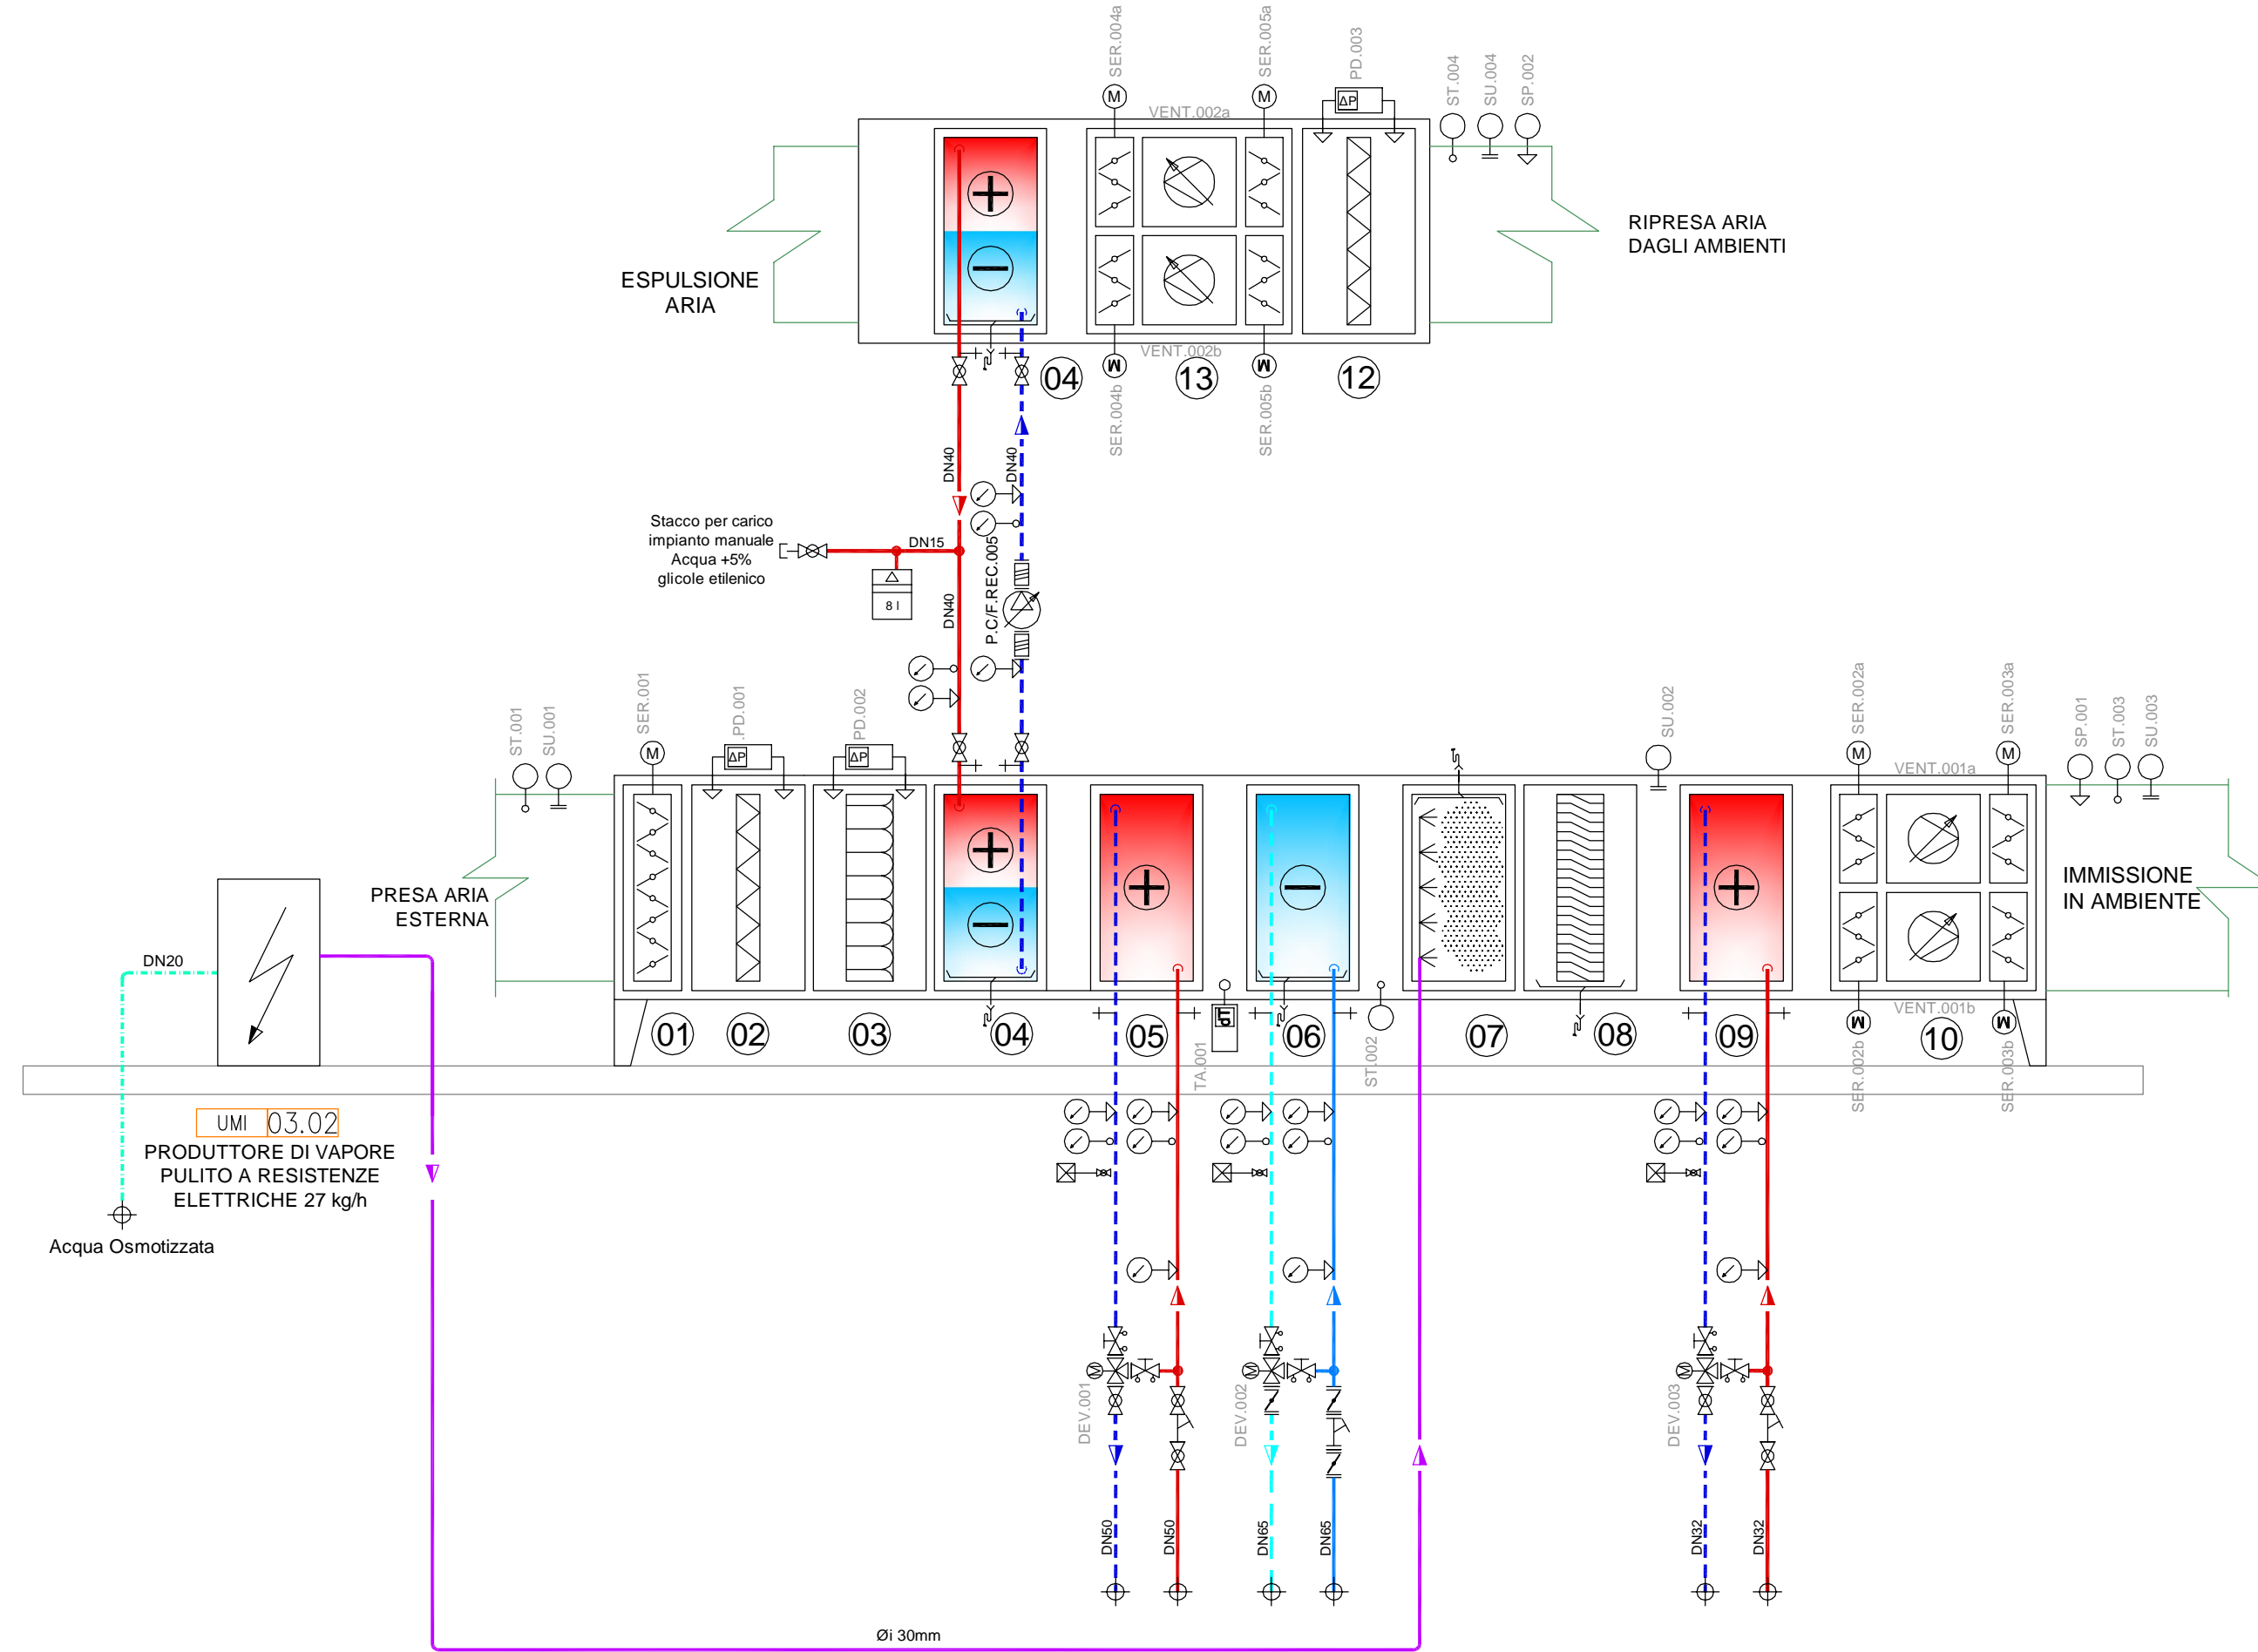 SER.004a
SER.005a
PD.003
ST.004
SU.004
SP.002
M
M
ΔP
VENT.002a
RIPRESA ARIA
DAGLI AMBIENTI
ESPULSIONE
ARIA
VENT.002b
M
M
04
13
12
SER.004b
SER.005b
DN40
DN40
Stacco per carico
impianto manuale
Acqua +5%
glicole etilenico
DN15
8 l
DN40
P.C/F.REC.005
ST.001
SU.001
SER.001
.PD.001
PD.002
SU.002
SER.002a
SER.003a
SP.001
ST.003
SU.003
M
ΔP
ΔP
M
M
VENT.001a
PRESA ARIA
ESTERNA
IMMISSIONE
IN AMBIENTE
DN20
VENT.001b
M
M
01
02
03
04
05
06
07
08
09
10
TA.001
ST.002
SER.002b
SER.003b
UMI 03.02
PRODUTTORE DI VAPORE
PULITO A RESISTENZE
ELETTRICHE 27 kg/h
Acqua Osmotizzata
M
M
M
DEV.001
DEV.002
DEV.003
DN50
DN50
DN65
DN65
DN32
DN32
Øi 30mm